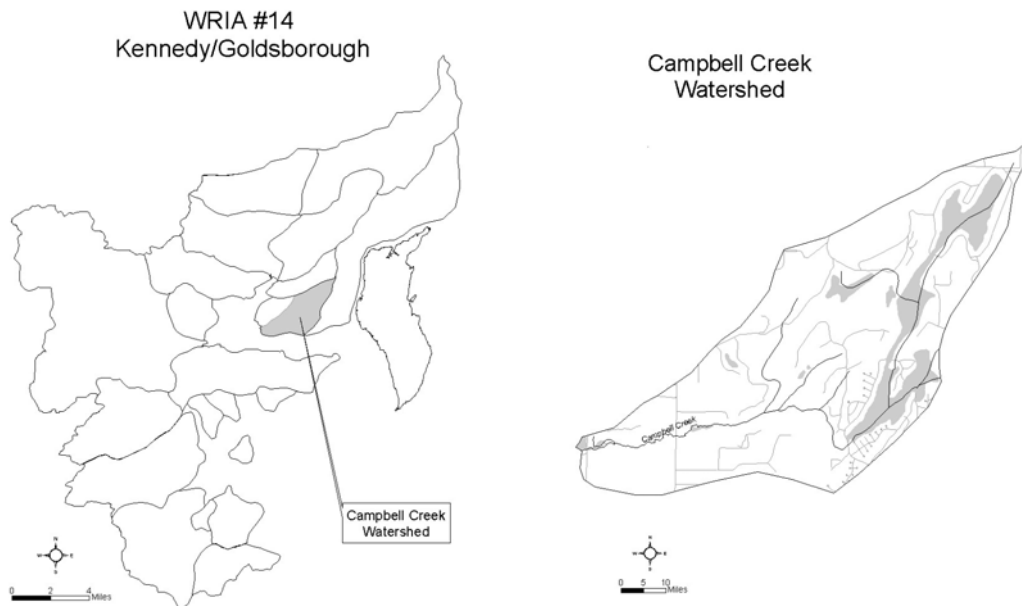 WRIA #14
Kennedy/Goldsborough
Campbell Creek
Watershed
Campbell Creek
Campbell Creek
Watershed
N
W E
S
0 2 4
Miles
N
W E
S
0 5 10
Miles